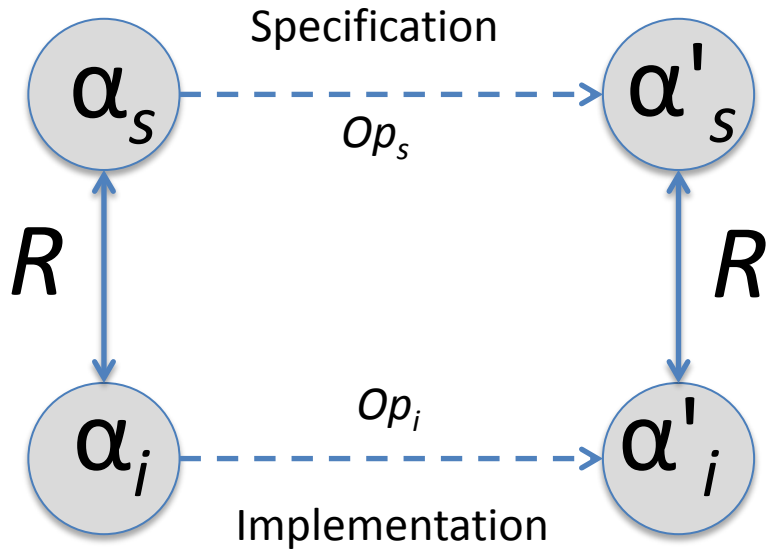 Specification
αₛ
α'ₛ
Opₛ
R
R
Opᵢ
αᵢ
α'ᵢ
Implementation